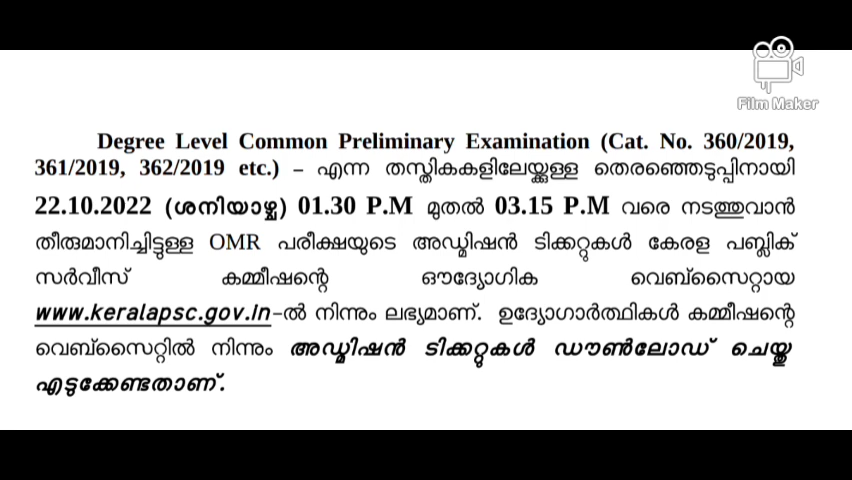 Film Maker
Degree Level Common Preliminary Examination (Cat. No. 360/2019,
361/2019, 362/2019 etc.) – എന്ന തസ്തികകളിലേയ്ക്കുള്ള തെരഞ്ഞെടുപ്പിനായി
22.10.2022 (ശനിയാഴ്ച) 01.30 P.M മുതൽ 03.15 P.M വരെ നടത്തുവാൻ
തീരുമാനിച്ചിട്ടുള്ള OMR പരീക്ഷയുടെ അഡ്മിഷൻ ടിക്കറ്റുകൾ കേരള പബ്ലിക്
സർവീസ് കമ്മീഷന്റെ ഔദ്യോഗിക വെബ്സൈറ്റായ
www.keralapsc.gov.in-ൽ നിന്നും ലഭ്യമാണ്. ഉദ്യോഗാർത്ഥികൾ കമ്മീഷന്റെ
വെബ്സൈറ്റിൽ നിന്നും അഡ്മിഷൻ ടിക്കറ്റുകൾ ഡൗൺലോഡ് ചെയ്തു
എടുക്കേണ്ടതാണ്.